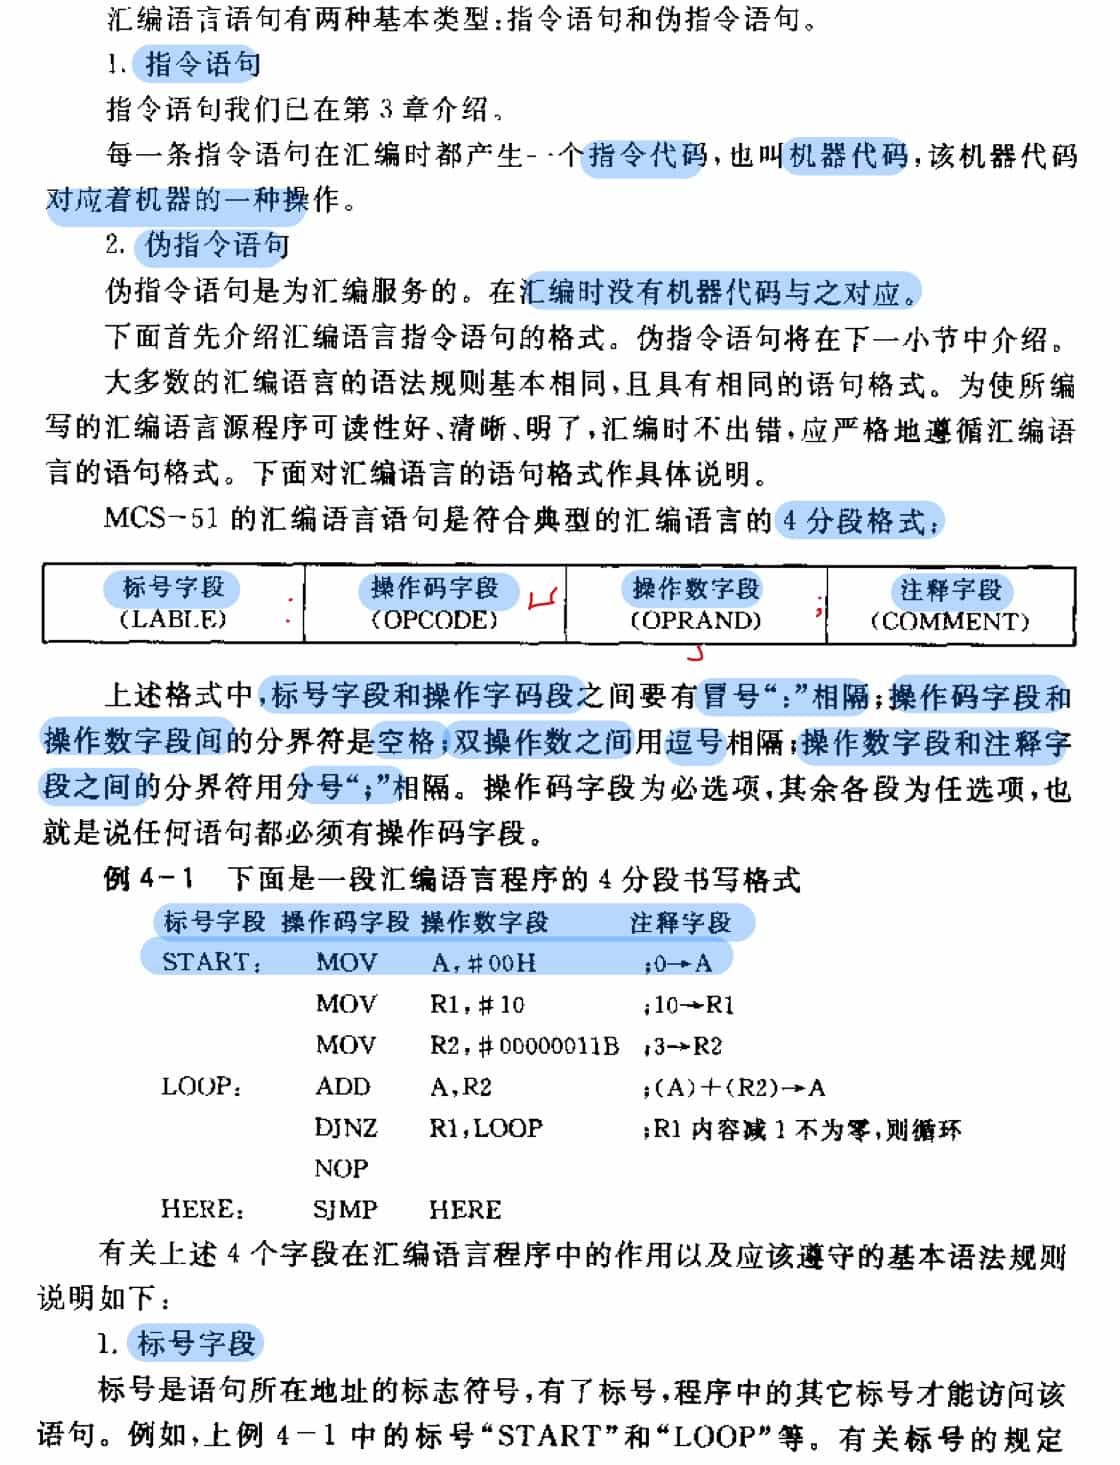 汇编语言语句有两种基本类型:指令语句和伪指令语句。
1. 指令语句
指令语句我们已在第 3 章介绍。
每一条指令语句在汇编时都产生一个指令代码,也叫机器代码,该机器代码
对应着机器的一种操作。
2. 伪指令语句
伪指令语句是为汇编服务的。在汇编时没有机器代码与之对应。
下面首先介绍汇编语言指令语句的格式。伪指令语句将在下一小节中介绍。
大多数的汇编语言的语法规则基本相同,且具有相同的语句格式。为使所编
写的汇编语言源程序可读性好、清晰、明了,汇编时不出错,应严格地遵循汇编语
言的语句格式。下面对汇编语言的语句格式作具体说明。
MCS-51 的汇编语言语句是符合典型的汇编语言的 4 分段格式:
标号字段 : 操作码字段 操作数字段 ; 注释字段
(LABLE) (OPCODE) (OPRAND) (COMMENT)
上述格式中,标号字段和操作字码段之间要有冒号“:”相隔;操作码字段和
操作数字段间的分界符是空格;双操作数之间用逗号相隔;操作数字段和注释字
段之间的分界符用分号“;”相隔。操作码字段为必选项,其余各段为任选项,也
就是说任何语句都必须有操作码字段。
例 4-1 下面是一段汇编语言程序的 4 分段书写格式
标号字段 操作码字段 操作数字段 注释字段
START: MOV A,#00H ;0→A
MOV R1,#10 ;10→R1
MOV R2,#00000011B ;3→R2
LOOP: ADD A,R2 ;(A)+(R2)→A
DJNZ R1,LOOP ;R1 内容减 1 不为零,则循环
NOP
HERE: SJMP HERE
有关上述 4 个字段在汇编语言程序中的作用以及应该遵守的基本语法规则
说明如下:
1. 标号字段
标号是语句所在地址的标志符号,有了标号,程序中的其它标号才能访问该
语句。例如,上例 4-1 中的标号“START”和“LOOP”等。有关标号的规定